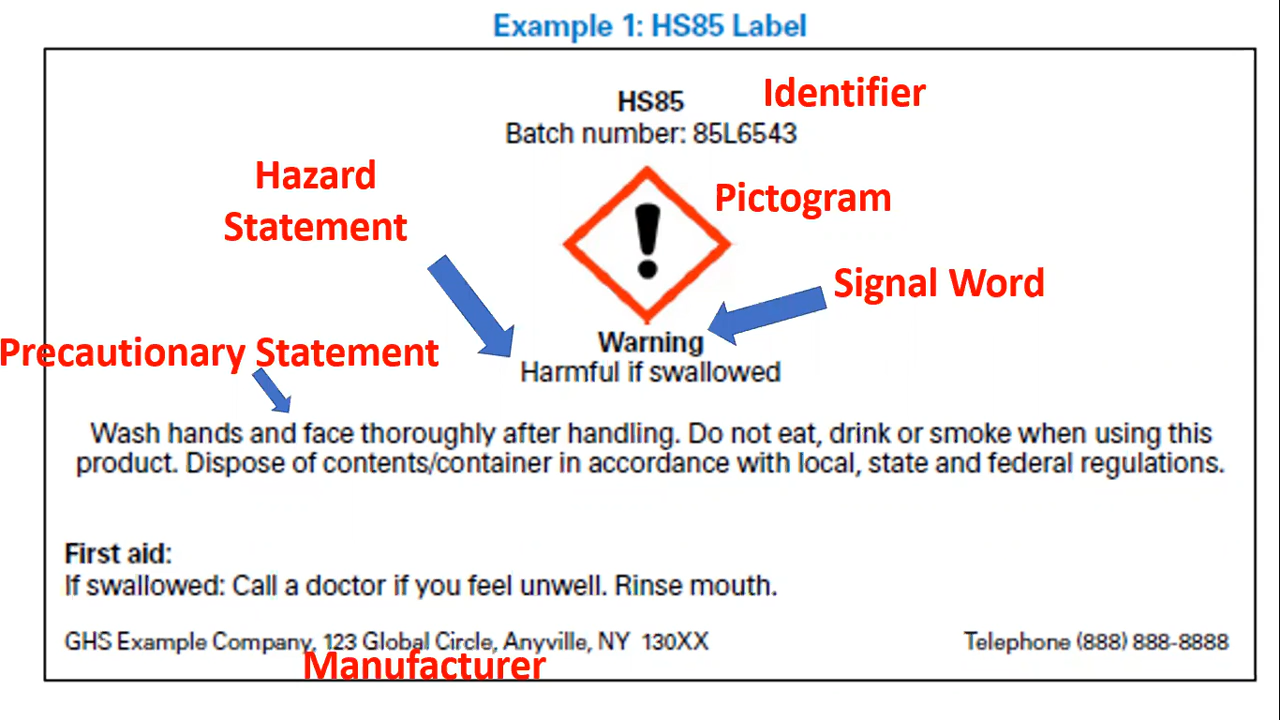 Example 1: HS85 Label
HS85
Identifier
Batch number: 85L6543
Hazard
Statement
Pictogram
!
Signal Word
Precautionary Statement
Warning
Harmful if swallowed
Wash hands and face thoroughly after handling. Do not eat, drink or smoke when using this
product. Dispose of contents/container in accordance with local, state and federal regulations.
First aid:
If swallowed: Call a doctor if you feel unwell. Rinse mouth.
GHS Example Company, 123 Global Circle, Anyville, NY 130XX
Telephone (888) 888-8888
Manufacturer